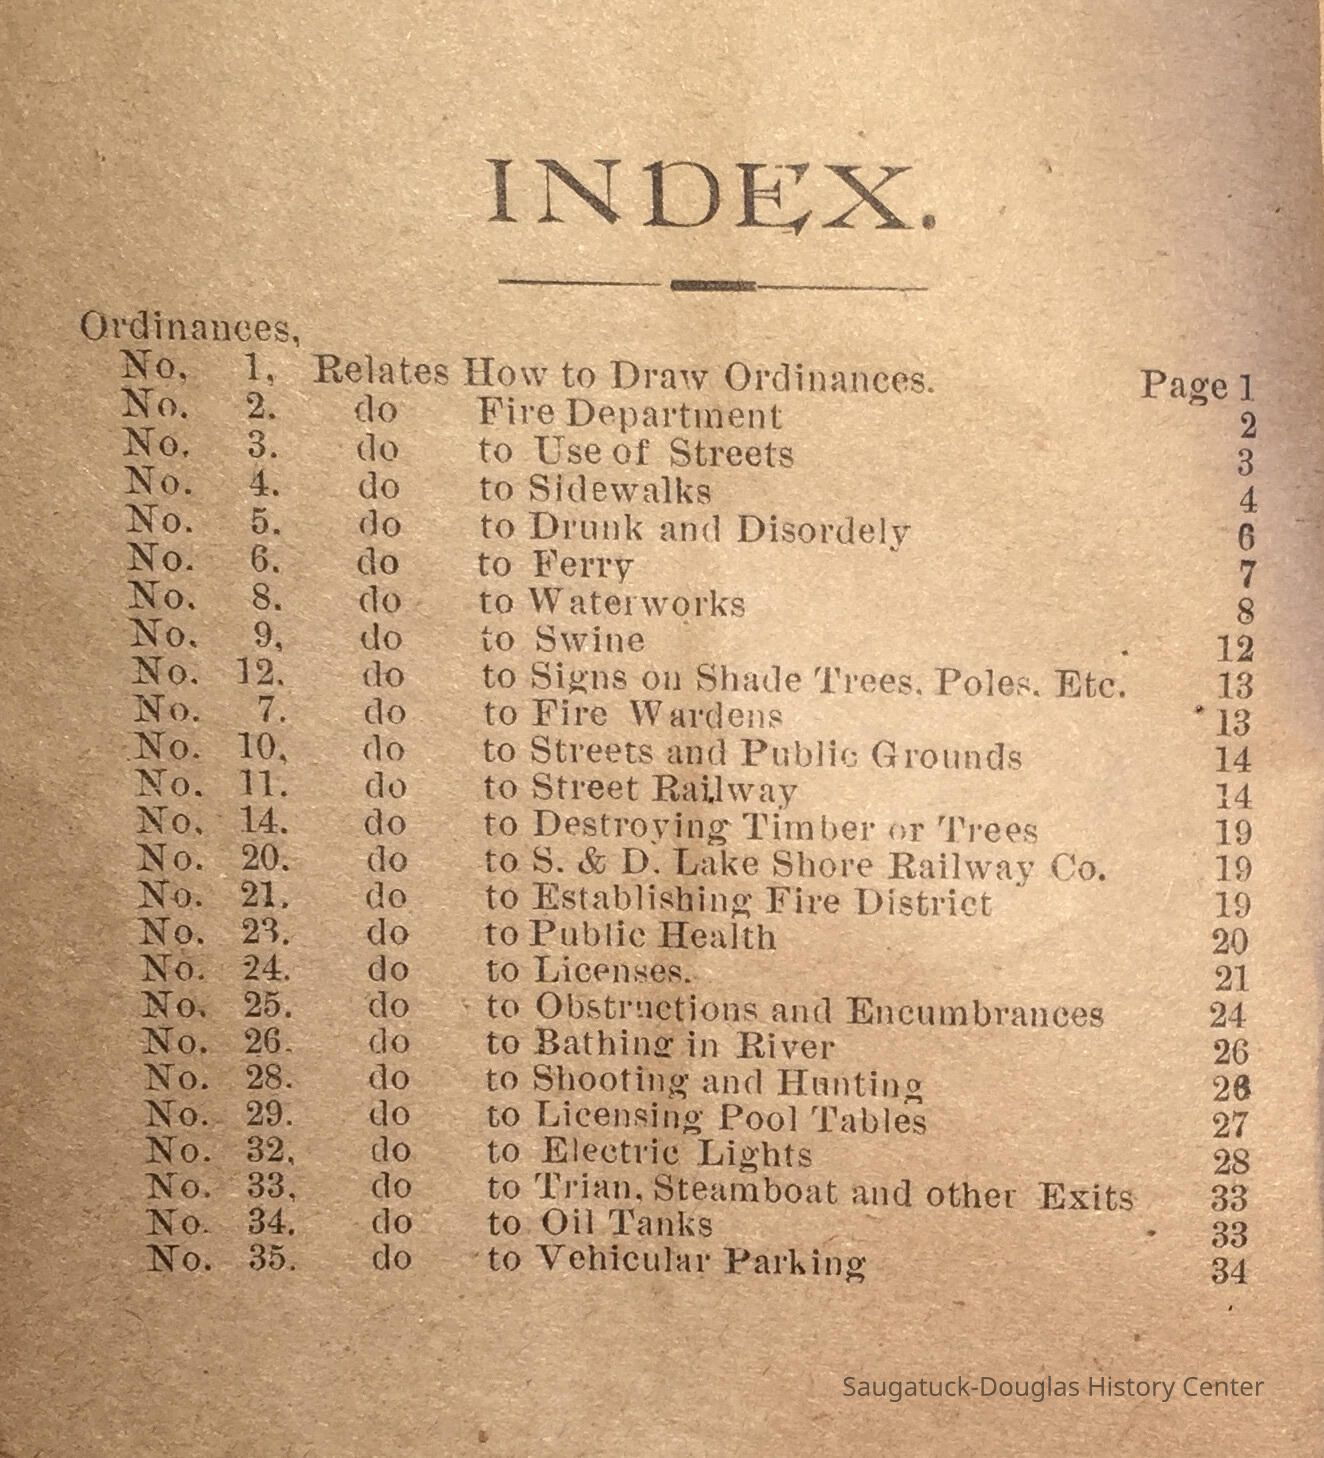 INDEX.
Ordinances,
No. 1, Relates How to Draw Ordinances. Page 1
No. 2. do Fire Department 2
No. 3. do to Use of Streets 3
No. 4. do to Sidewalks 4
No. 5. do to Drunk and Disordely 6
No. 6. do to Ferry 7
No. 8. do to Waterworks 8
No. 9, do to Swine 12
No. 12. do to Signs on Shade Trees. Poles. Etc. 13
No. 7. do to Fire Wardens 13
No. 10, do to Streets and Public Grounds 14
No. 11. do to Street Railway 14
No. 14. do to Destroying Timber or Trees 19
No. 20. do to S. & D. Lake Shore Railway Co. 19
No. 21. do to Establishing Fire District 19
No. 23. do to Public Health 20
No. 24. do to Licenses. 21
No. 25. do to Obstructions and Encumbrances 24
No. 26. do to Bathing in River 26
No. 28. do to Shooting and Hunting 26
No. 29. do to Licensing Pool Tables 27
No. 32, do to Electric Lights 28
No. 33, do to Trian, Steamboat and other Exits 33
No. 34. do to Oil Tanks 33
No. 35. do to Vehicular Parking 34
Saugatuck-Douglas History Center